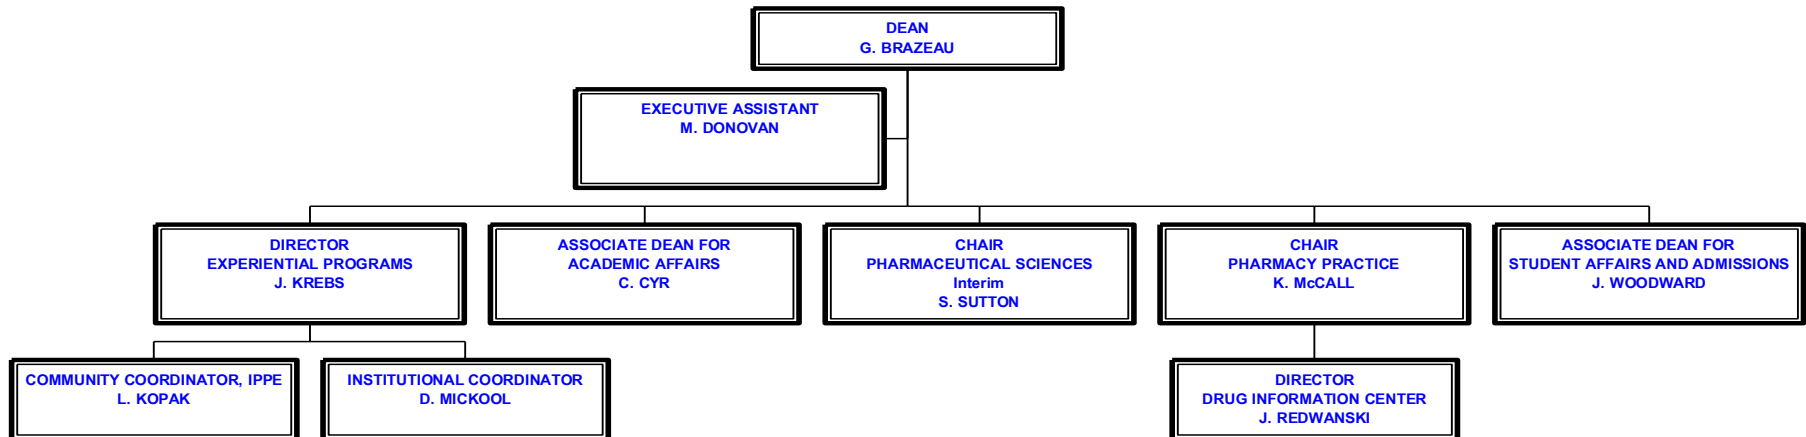 DEAN
G. BRAZEAU
EXECUTIVE ASSISTANT
M. DONOVAN
DIRECTOR
EXPERIENTIAL PROGRAMS
J. KREBS
ASSOCIATE DEAN FOR
ACADEMIC AFFAIRS
C. CYR
CHAIR
PHARMACEUTICAL SCIENCES
Interim
S. SUTTON
CHAIR
PHARMACY PRACTICE
K. McCALL
ASSOCIATE DEAN FOR
STUDENT AFFAIRS AND ADMISSIONS
J. WOODWARD
COMMUNITY COORDINATOR, IPPE
L. KOPAK
INSTITUTIONAL COORDINATOR
D. MICKOOL
DIRECTOR
DRUG INFORMATION CENTER
J. REDWANSKI